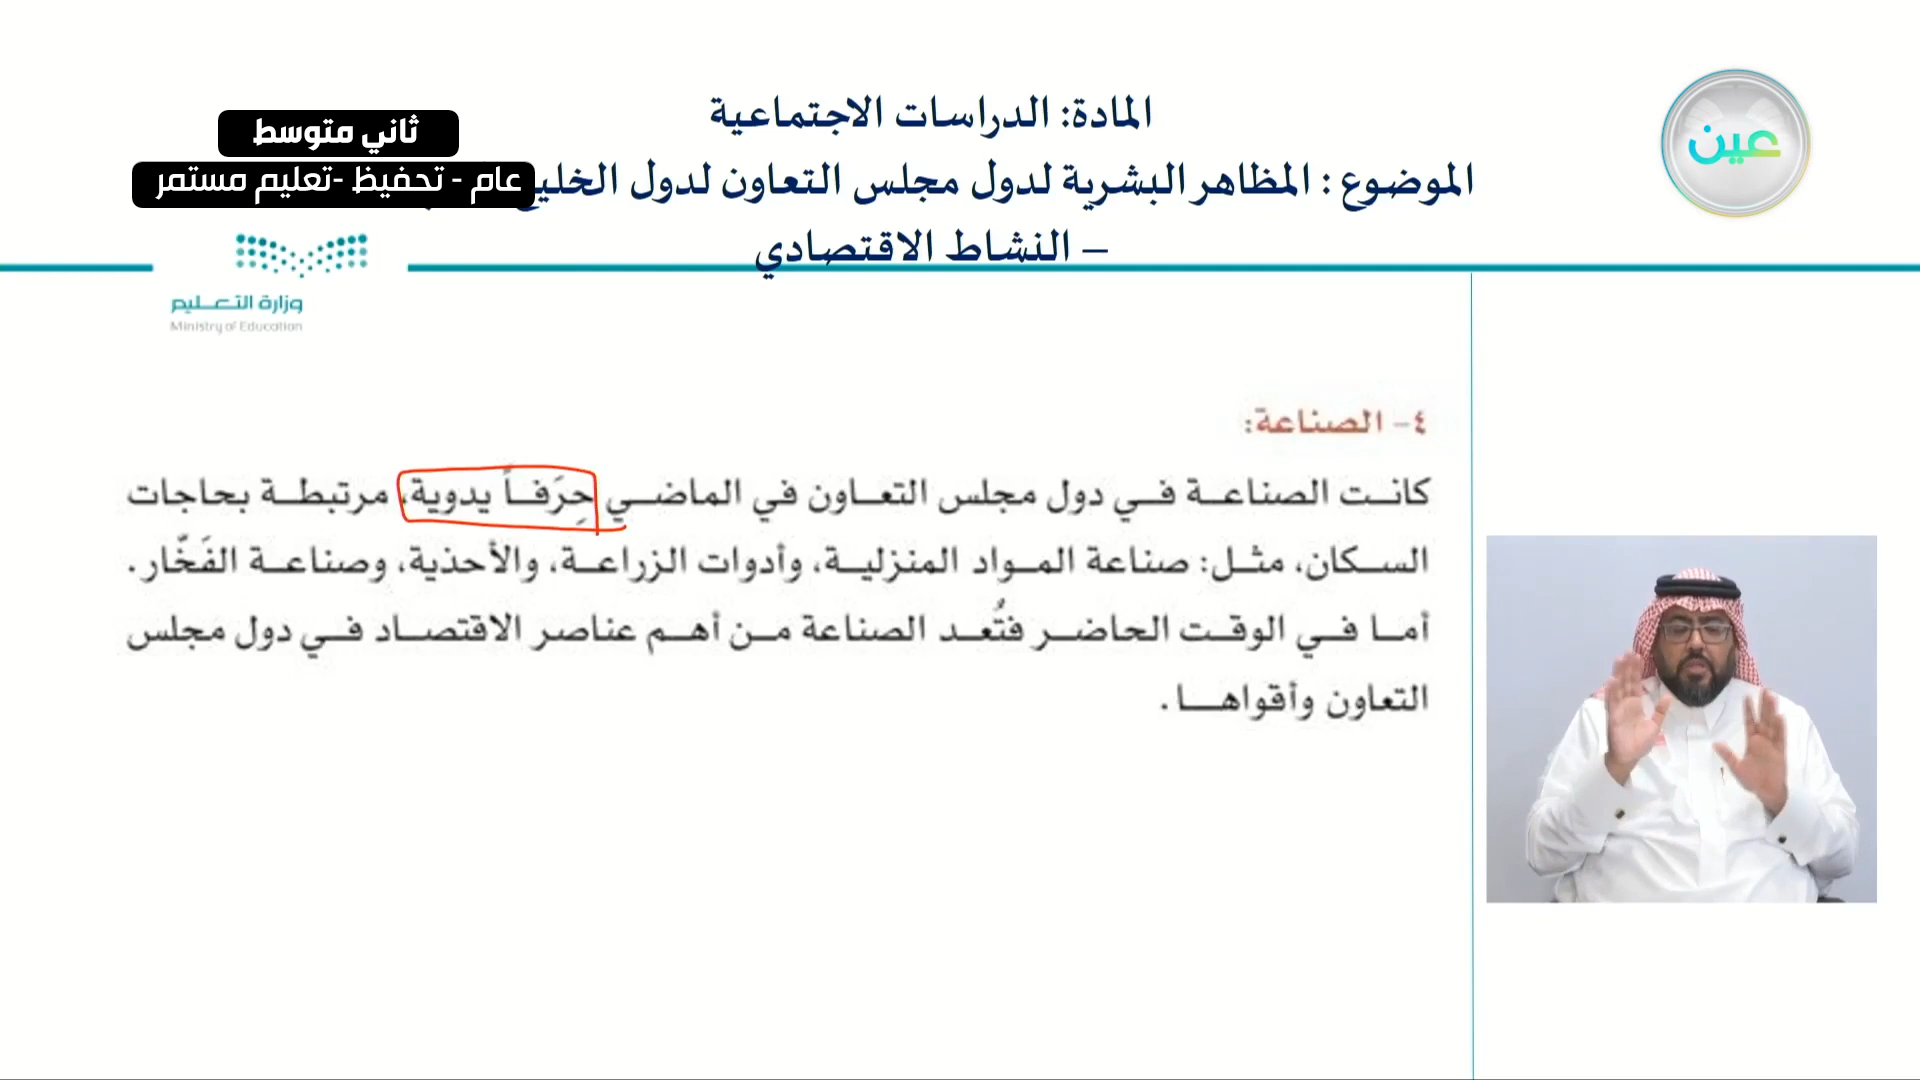 المادة: الدراسات الاجتماعية
عين
ثاني متوسط
الموضوع : المظاهر البشرية لدول مجلس التعاون لدول الخليج
عام - تحفيظ -تعليم مستمر
– النشاط الاقتصادي
وزارة التعـــليم
Ministry of Education
٤- الصناعة:
كانت الصناعة في دول مجلس التعاون في الماضي حِرَفاً يدوية، مرتبطة بحاجات
السكان، مثل: صناعة المواد المنزلية، وأدوات الزراعة، والأحذية، وصناعة الفَخَّار.
أما في الوقت الحاضر فتُعد الصناعة من أهم عناصر الاقتصاد في دول مجلس
التعاون وأقواها.